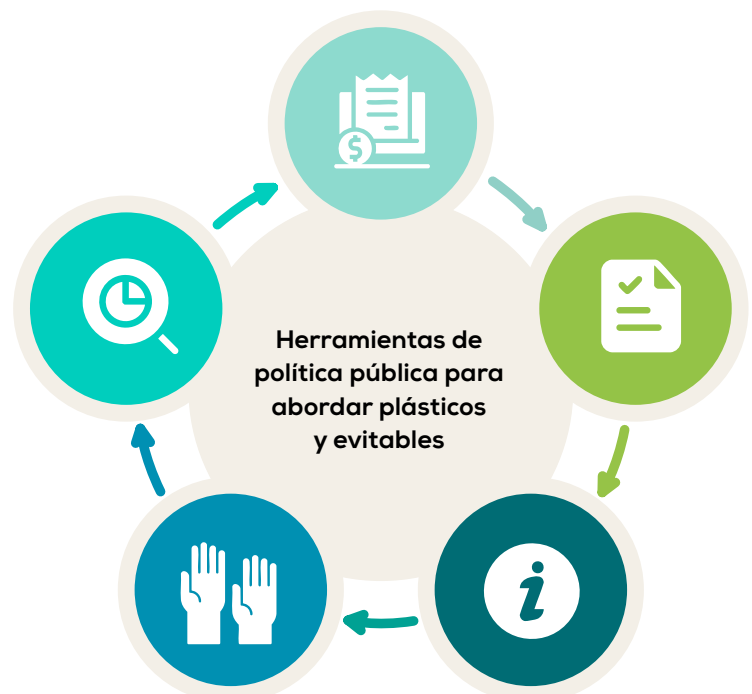 Herramientas de
política pública para
abordar plásticos
y evitables